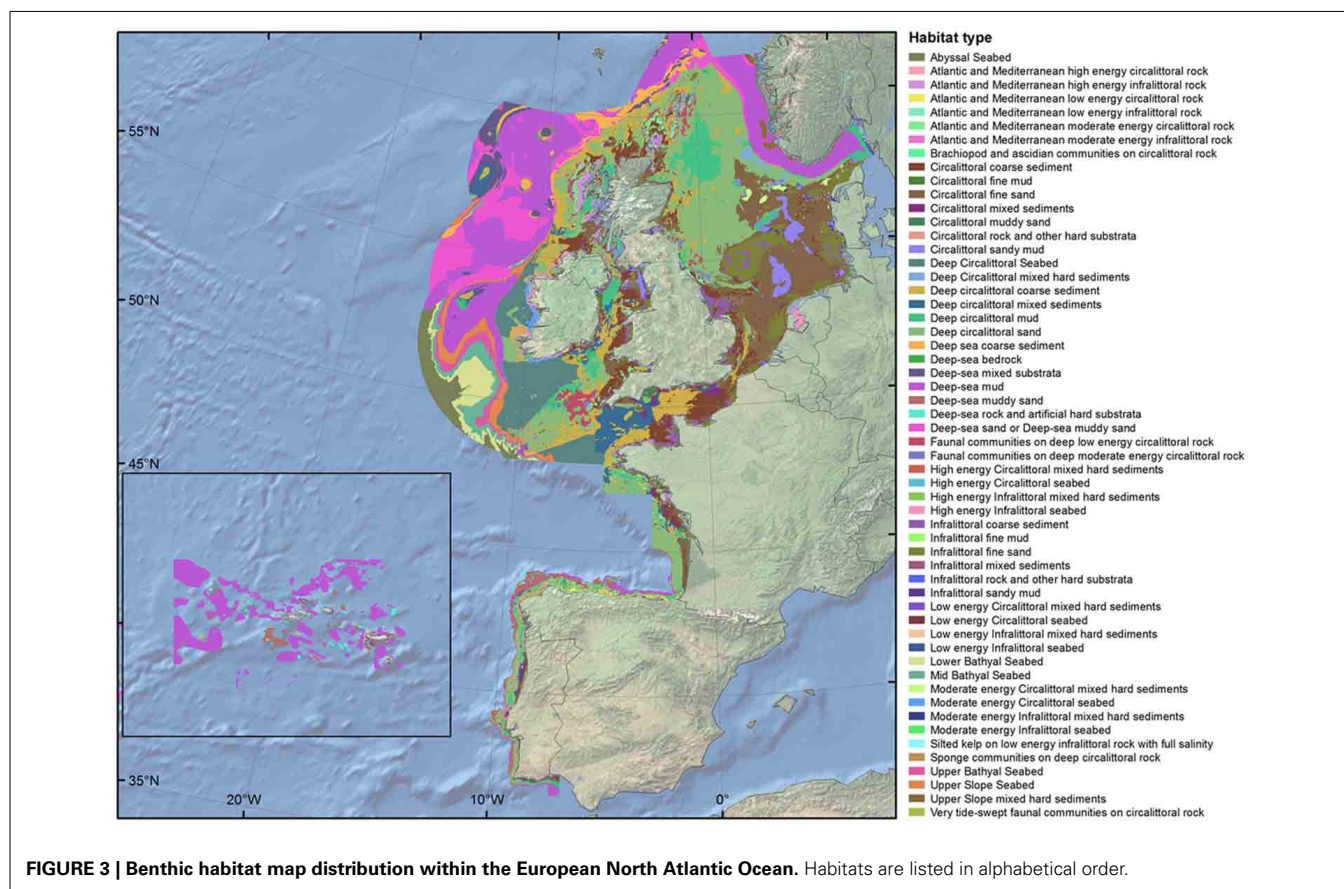 55°N
50°N
45°N
35°N
20°W
10°W
0°
Habitat type
Abyssal Seabed
Atlantic and Mediterranean high energy circalittoral rock
Atlantic and Mediterranean high energy infralittoral rock
Atlantic and Mediterranean low energy circalittoral rock
Atlantic and Mediterranean low energy infralittoral rock
Atlantic and Mediterranean moderate energy circalittoral rock
Atlantic and Mediterranean moderate energy infralittoral rock
Brachiopod and ascidian communities on circalittoral rock
Circalittoral coarse sediment
Circalittoral fine mud
Circalittoral fine sand
Circalittoral mixed sediments
Circalittoral muddy sand
Circalittoral rock and other hard substrata
Circalittoral sandy mud
Deep Circalittoral Seabed
Deep Circalittoral mixed hard sediments
Deep circalittoral coarse sediment
Deep circalittoral mixed sediments
Deep circalittoral mud
Deep circalittoral sand
Deep sea coarse sediment
Deep-sea bedrock
Deep-sea mixed substrata
Deep-sea mud
Deep-sea muddy sand
Deep-sea rock and artificial hard substrata
Deep-sea sand or Deep-sea muddy sand
Faunal communities on deep low energy circalittoral rock
Faunal communities on deep moderate energy circalittoral rock
High energy Circalittoral mixed hard sediments
High energy Circalittoral seabed
High energy Infralittoral mixed hard sediments
High energy Infralittoral seabed
Infralittoral coarse sediment
Infralittoral fine mud
Infralittoral fine sand
Infralittoral mixed sediments
Infralittoral rock and other hard substrata
Infralittoral sandy mud
Low energy Circalittoral mixed hard sediments
Low energy Circalittoral seabed
Low energy Infralittoral mixed hard sediments
Low energy Infralittoral seabed
Lower Bathyal Seabed
Mid Bathyal Seabed
Moderate energy Circalittoral mixed hard sediments
Moderate energy Circalittoral seabed
Moderate energy Infralittoral mixed hard sediments
Moderate energy Infralittoral seabed
Silted kelp on low energy infralittoral rock with full salinity
Sponge communities on deep circalittoral rock
Upper Bathyal Seabed
Upper Slope Seabed
Upper Slope mixed hard sediments
Very tide-swept faunal communities on circalittoral rock
FIGURE 3 | Benthic habitat map distribution within the European North Atlantic Ocean. Habitats are listed in alphabetical order.